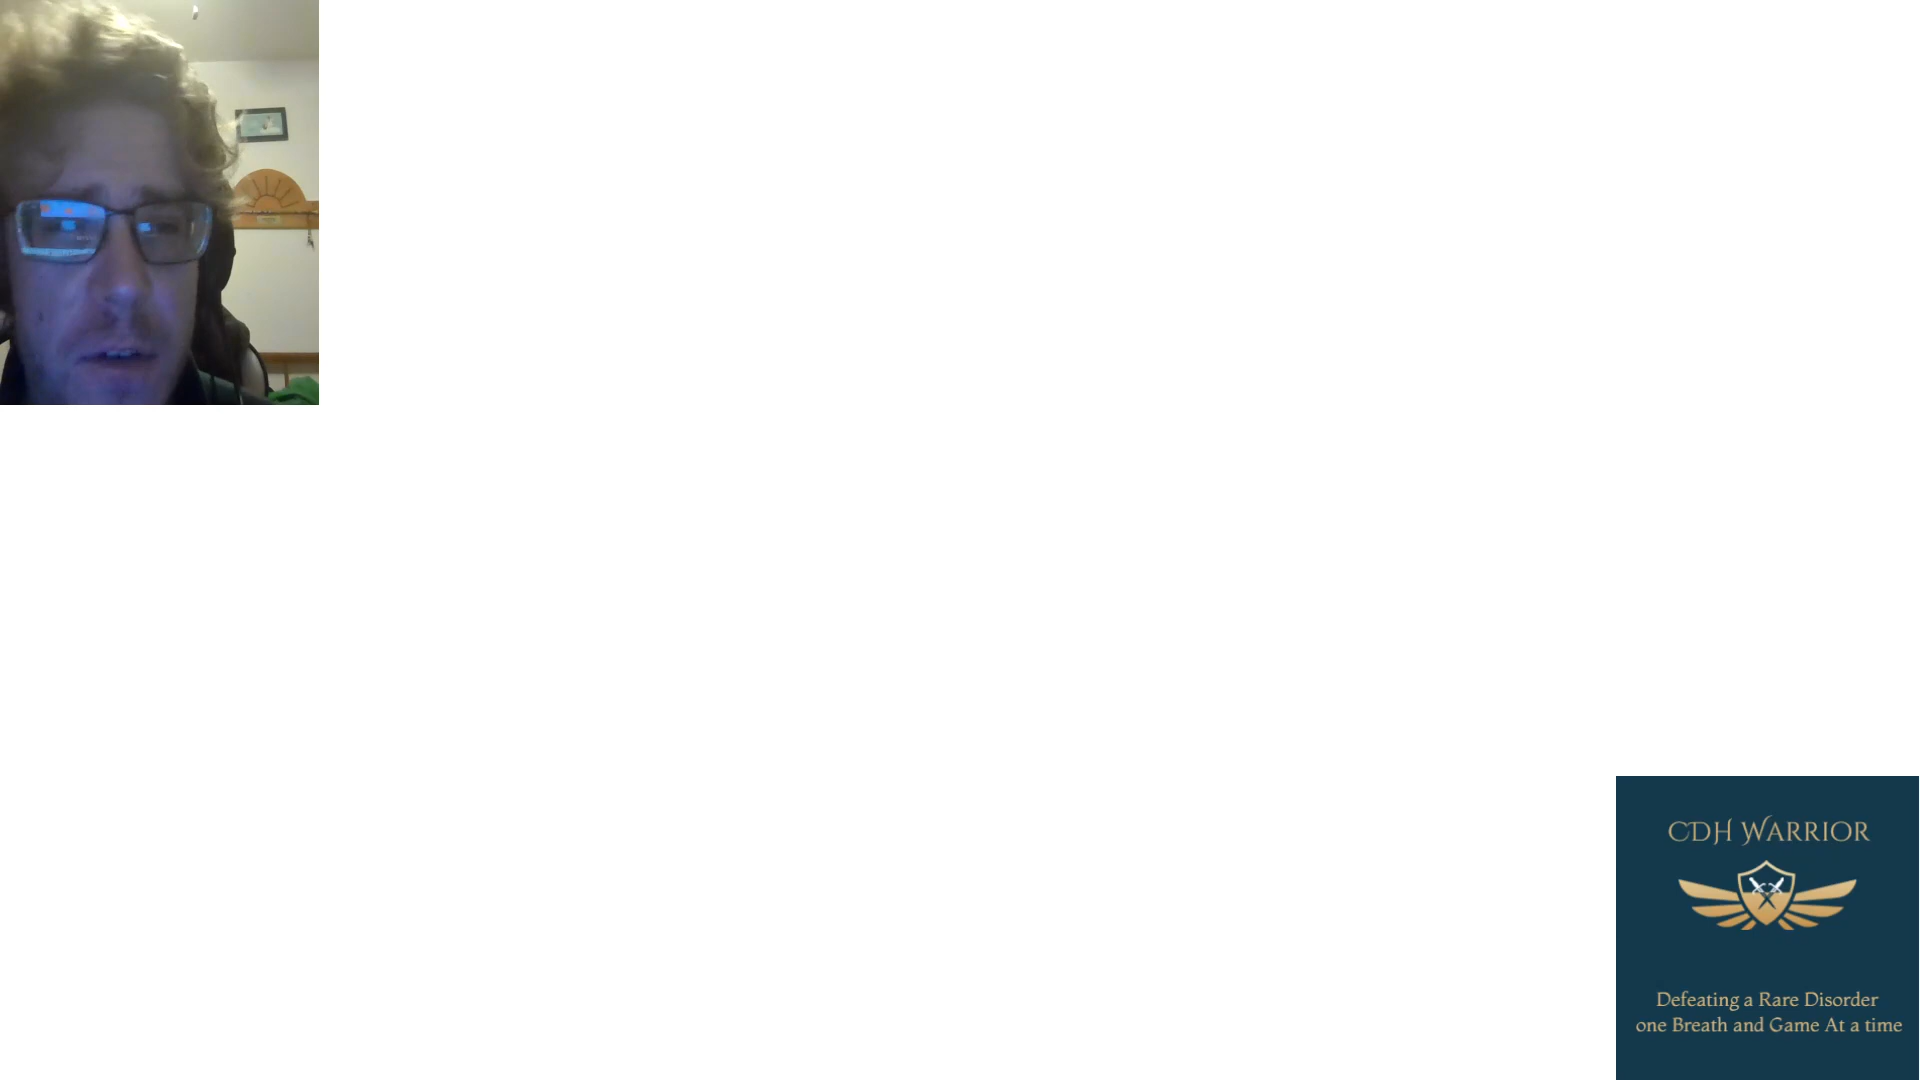 CDH WARRIOR
Defeating a Rare Disorder
one Breath and Game At a time